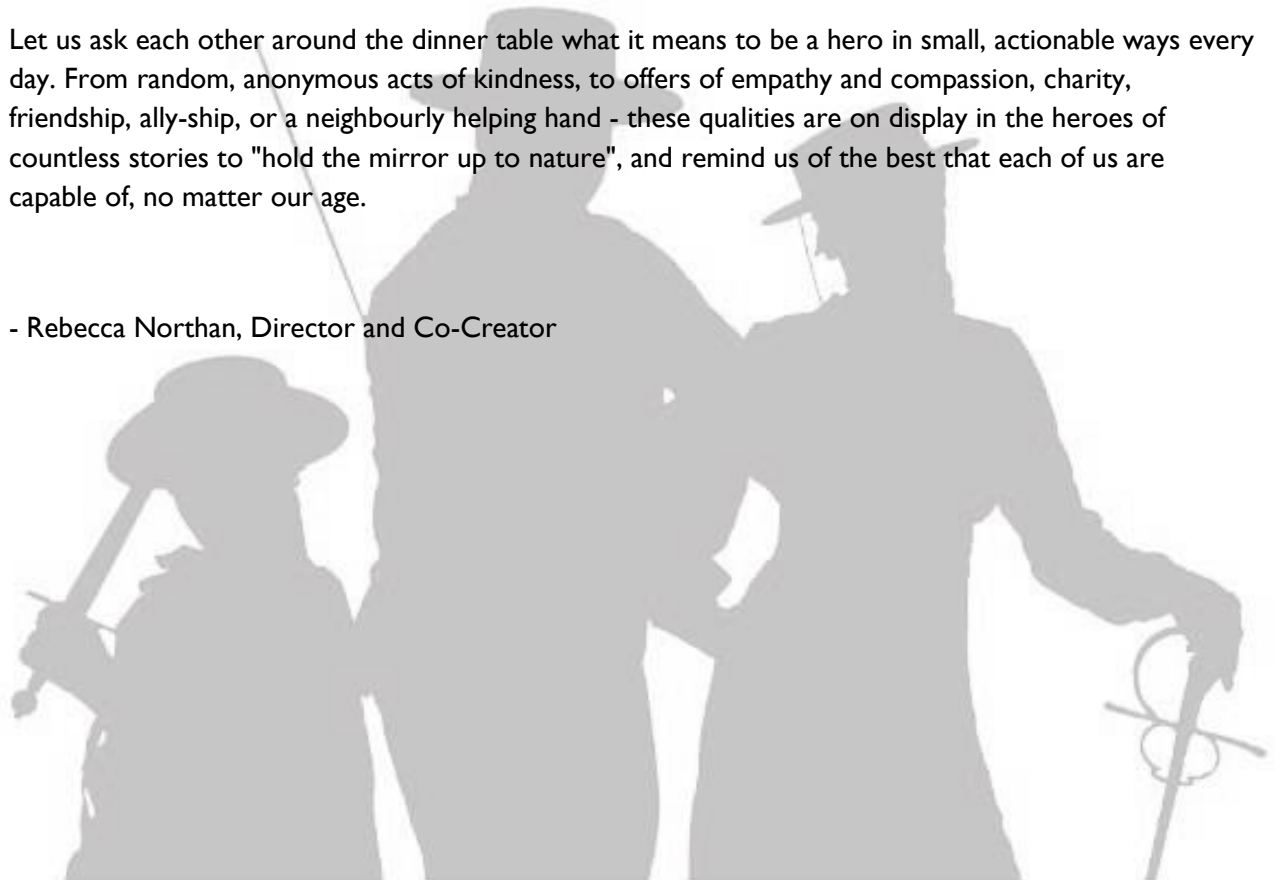 Let us ask each other around the dinner table what it means to be a hero in small, actionable ways every
day. From random, anonymous acts of kindness, to offers of empathy and compassion, charity,
friendship, ally-ship, or a neighbourly helping hand - these qualities are on display in the heroes of
countless stories to "hold the mirror up to nature", and remind us of the best that each of us are
capable of, no matter our age.
- Rebecca Northan, Director and Co-Creator